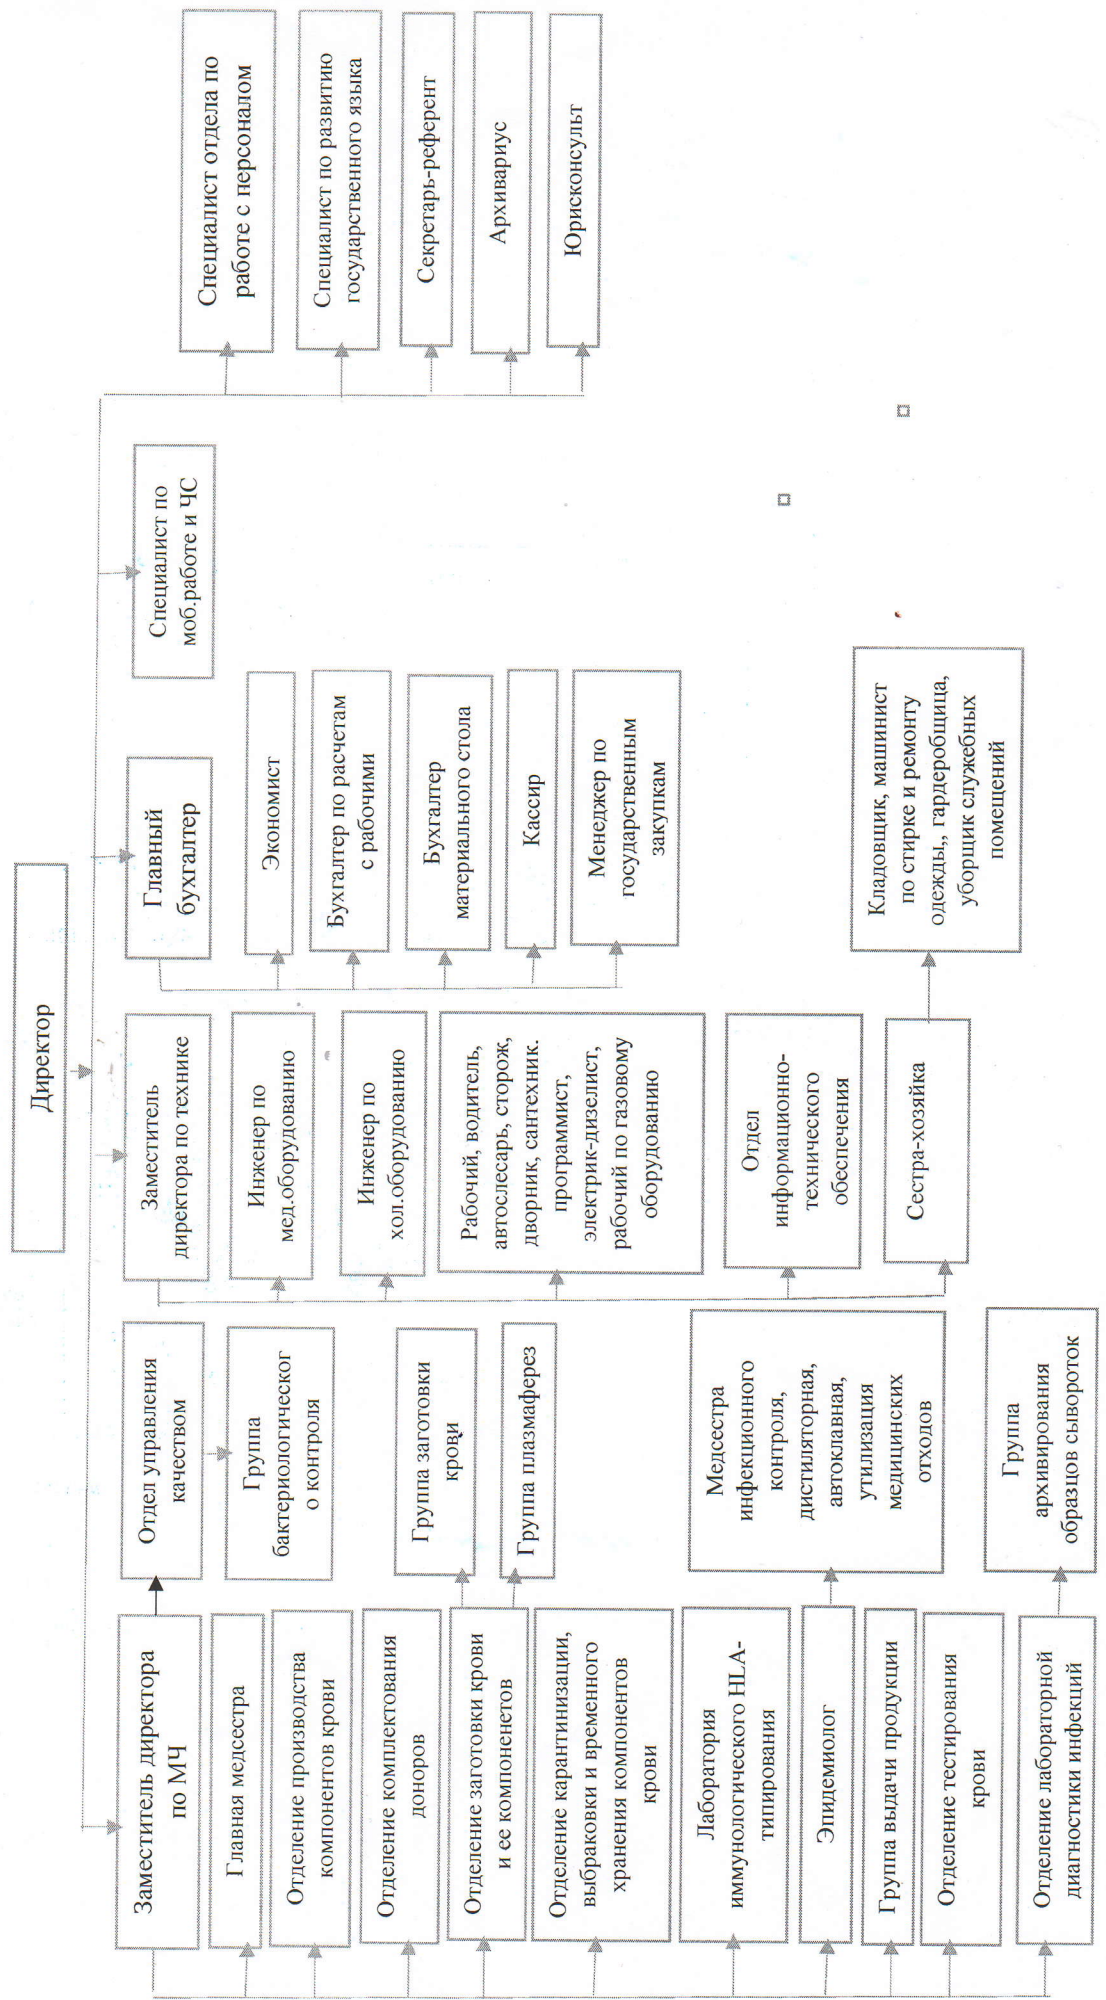 Директор
Заместитель директора
по МЧ
Главная медсестра
Отделение производства
компонентов крови
Отделение комплектования
доноров
Отделение заготовки крови
и ее компоненетов
Отделение карантинизации,
выбраковки и временного
хранения компонентов
крови
Лаборатория
иммунологического HLA-
типирования
Эпидемиолог
Группа выдачи продукции
Отделение тестирования
крови
Отделение лабораторной
диагностики инфекций
Отдел управления
качеством
Группа
бактериологическог
о контроля
Группа заготовки
крови
Группа плазмаферез
Медсестра
инфекционного
контроля,
дистиляторная,
автоклавная,
утилизация
медицинских
отходов
Группа
архивирования
образцов сывороток
Заместитель
директора по технике
Инженер по
мед.оборудованию
Инженер по
хол.оборудованию
Рабочий, водитель,
автослесарь, сторож,
дворник, сантехник.
программист,
электрик-дизелист,
рабочий по газовому
оборудованию
Отдел
информационно-
технического
обеспечения
Сестра-хозяйка
Кладовщик, машинист
по стирке и ремонту
одежды,, гардеробщица,
уборщик служебных
помещений
Главный
бухгалтер
Экономист
Бухгалтер по расчетам
с рабочими
Бухгалтер
материального стола
Кассир
Менеджер по
государственным
закупкам
Специалист по
моб.работе и ЧС
Специалист отдела по
работе с персоналом
Специалист по развитию
государственного языка
Секретарь-референт
Архивариус
Юрисконсульт